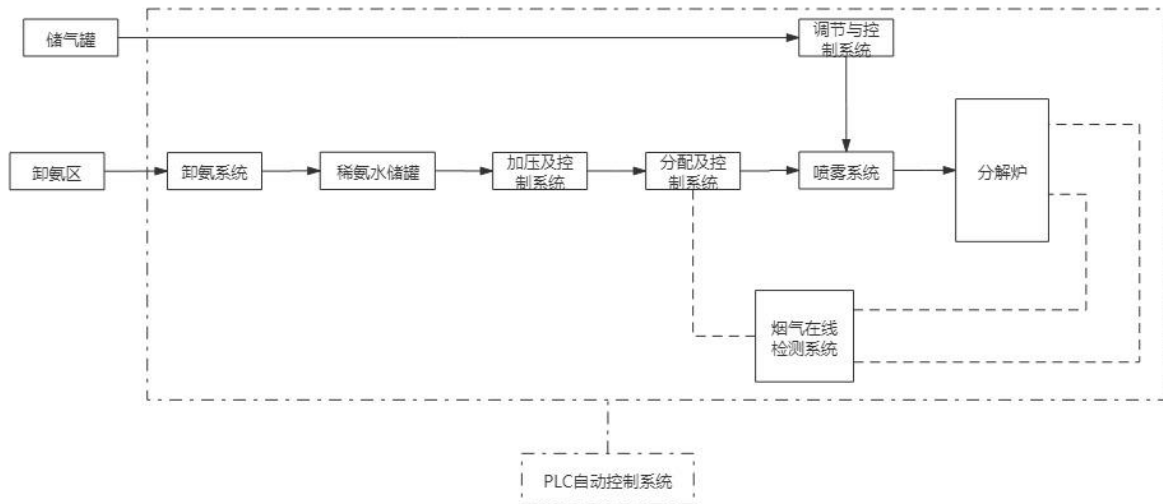 储气罐
调节与控
制系统
卸氨区
卸氨系统
稀氨水储罐
加压及控
制系统
分配及控
制系统
喷雾系统
分解炉
烟气在线
检测系统
PLC自动控制系统